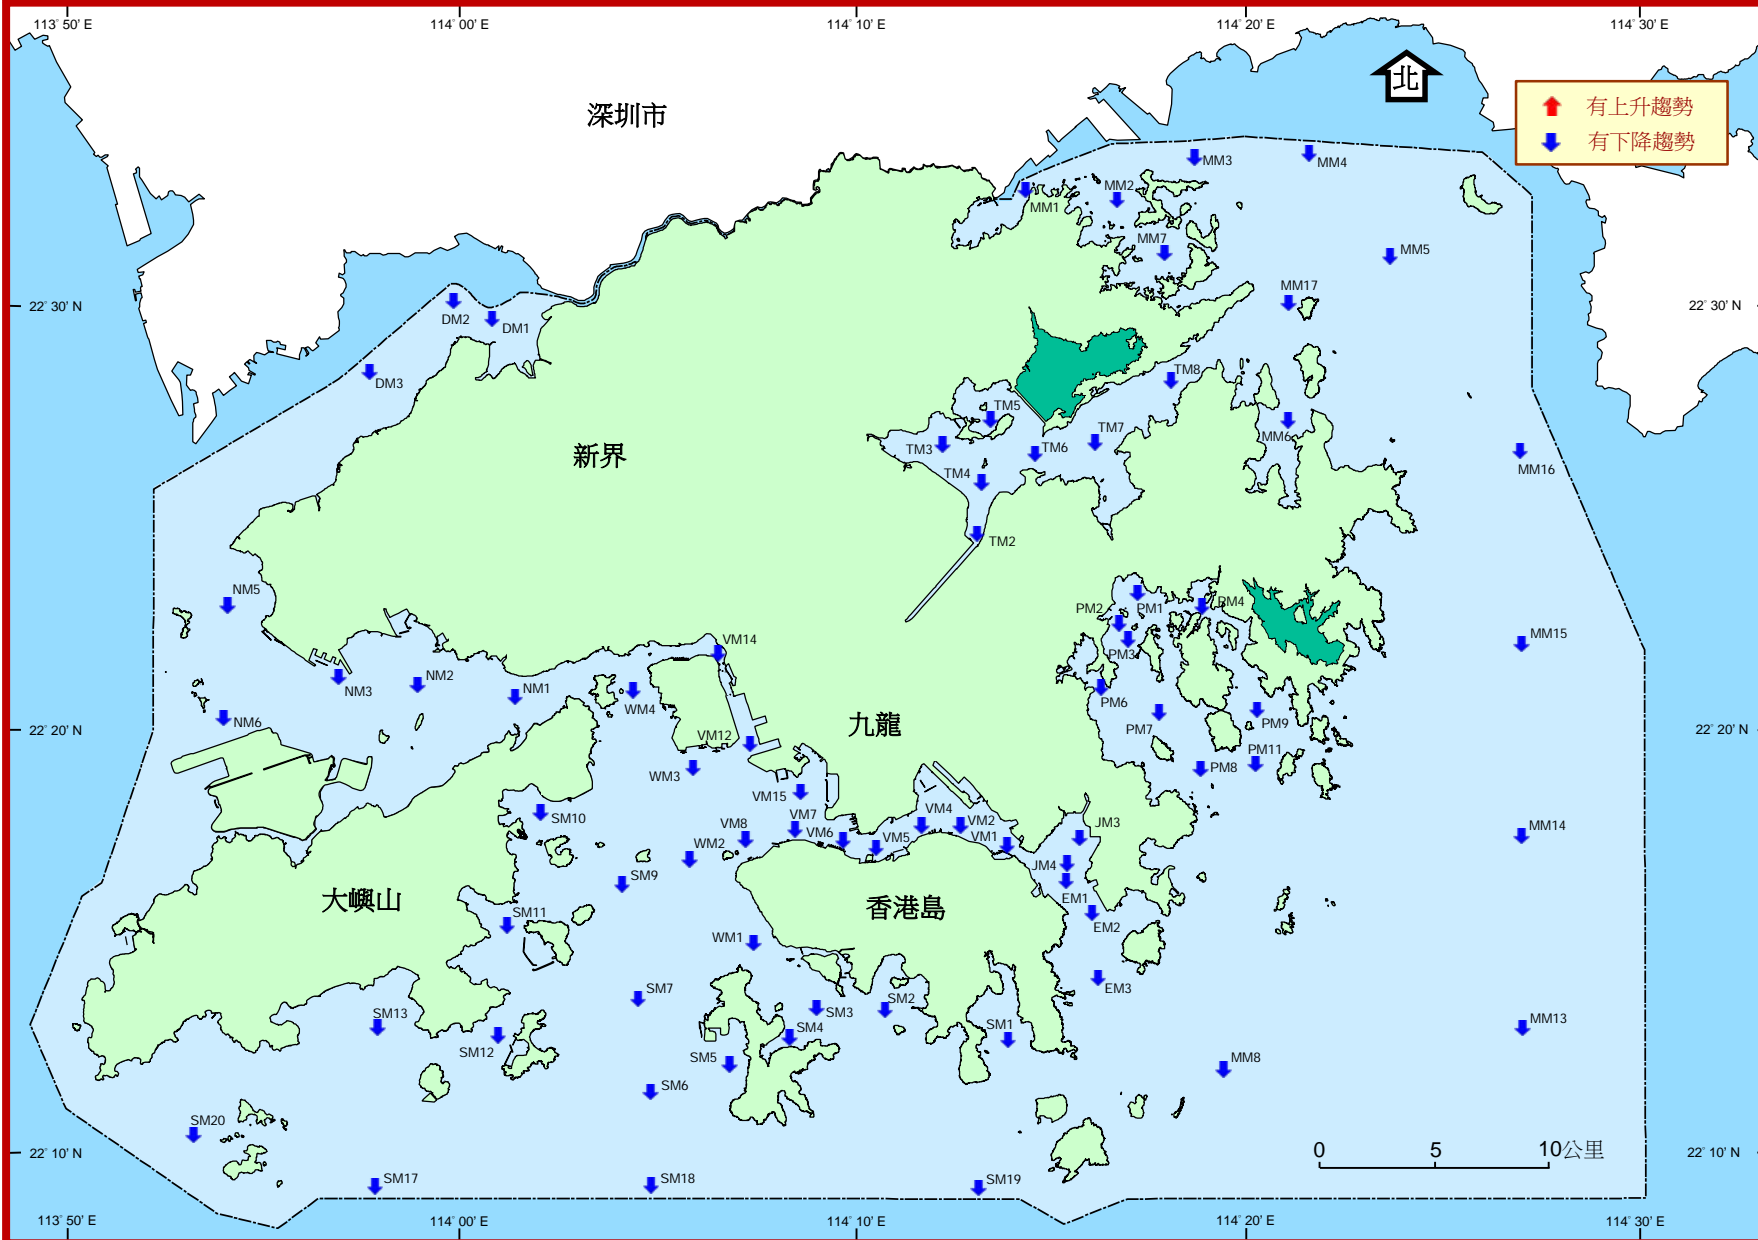 113° 50' E
114° 00' E
114° 10' E
114° 20' E
114° 30' E
北
有上升趨勢
有下降趨勢
深圳市
MM3
MM4
MM2
MM1
MM7
MM5
MM17
22° 30' N
22° 30' N
DM2
DM1
DM3
TM8
TM5
TM7
TM3
TM6
MM6
新界
TM4
MM16
TM2
NM5
PM2
PM1
PM4
VM14
PM3
MM15
NM3
NM2
NM1
WM4
PM6
NM6
九龍
PM7
PM9
22° 20' N
22° 20' N
VM12
WM3
PM8
PM11
VM15
SM10
VM8
VM7
VM6
VM5
VM4
VM2
VM1
JM3
MM14
WM2
JM4
SM9
大嶼山
香港島
EM1
SM11
EM2
WM1
EM3
SM7
SM3
SM2
SM13
SM4
SM1
MM13
SM12
SM5
MM8
SM6
SM20
22° 10' N
0
5
10公里
22° 10' N
SM17
SM18
SM19
113° 50' E
114° 00' E
114° 10' E
114° 20' E
114° 30' E